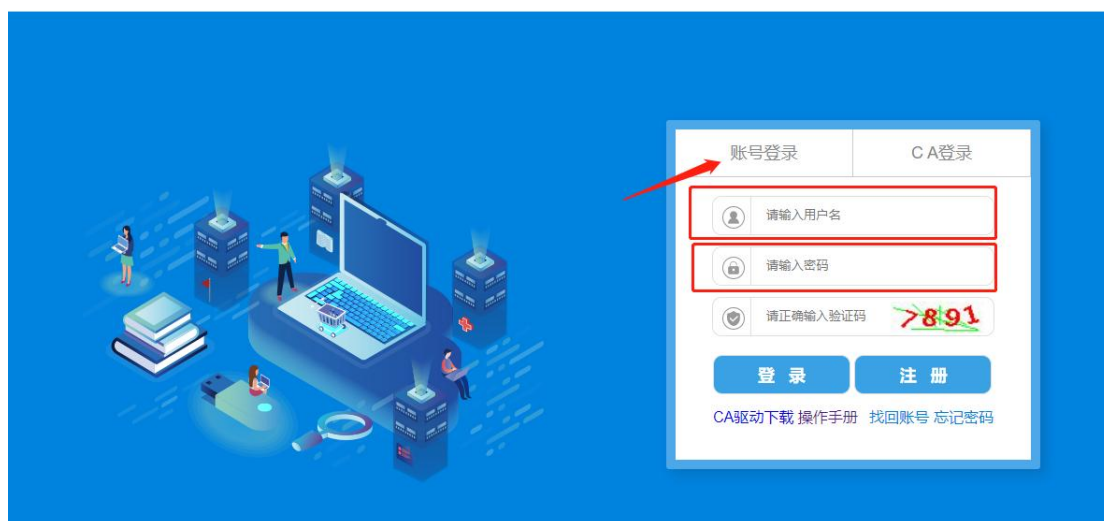 账号登录 CA登录
请输入用户名
请输入密码
请正确输入验证码 7891
登录 注册
CA驱动下载 操作手册 找回账号 忘记密码